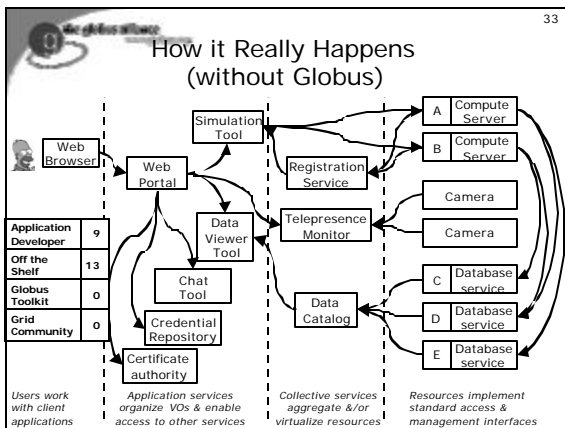 33
the globus alliance
How it Really Happens
(without Globus)
Web
Browser
Web
Portal
Simulation
Tool
Registration
Service
Data
Viewer
Tool
Telepresence
Monitor
Chat
Tool
Data
Catalog
Credential
Repository
Certificate
authority
A Compute
Server
B Compute
Server
Camera
Camera
C Database
service
D Database
service
E Database
service
Application
Developer 9
Off the
Shelf 13
Globus
Toolkit 0
Grid
Community 0
Users work
with client
applications
Application services
organize VOs & enable
access to other services
Collective services
aggregate &/or
virtualize resources
Resources implement
standard access &
management interfaces